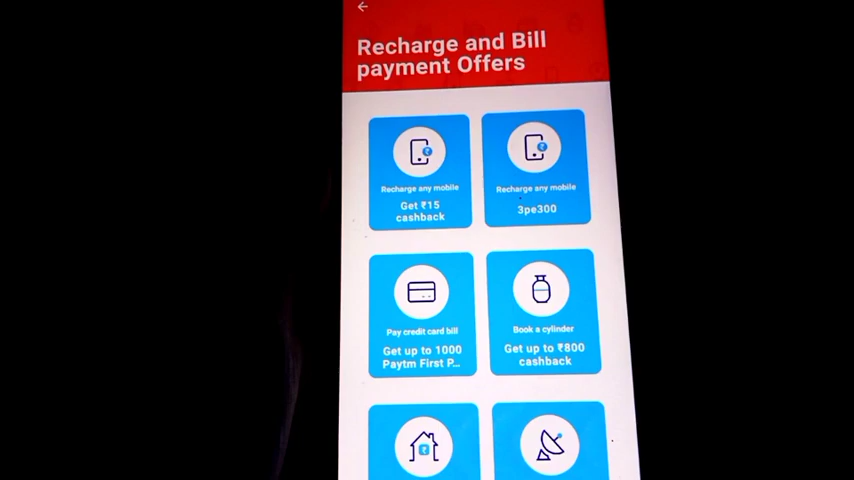 Recharge and Bill
payment Offers
Recharge any mobile
Get ₹15
cashback
Recharge any mobile
3pe300
Pay credit card bill
Get up to 1000
Paytm First P...
Book a cylinder
Get up to ₹800
cashback